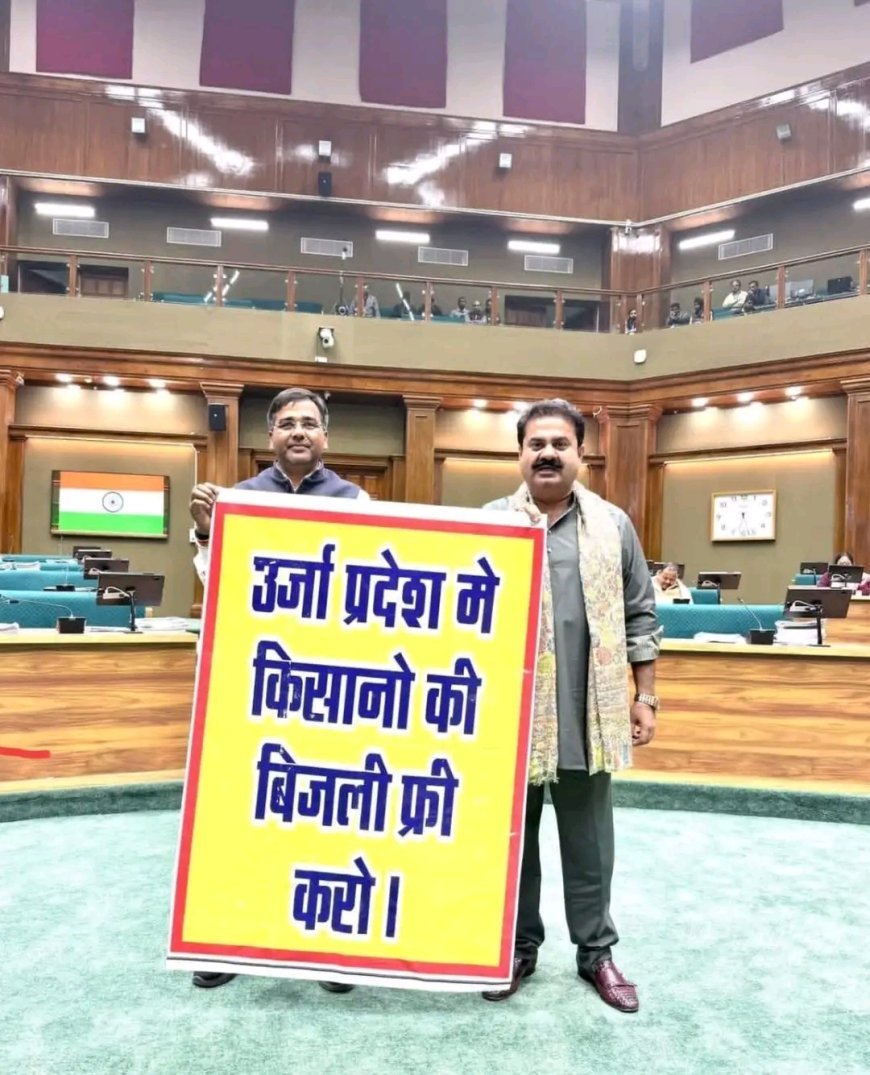 उर्जा प्रदेश मे
किसानो की
बिजली फ्री
करो।